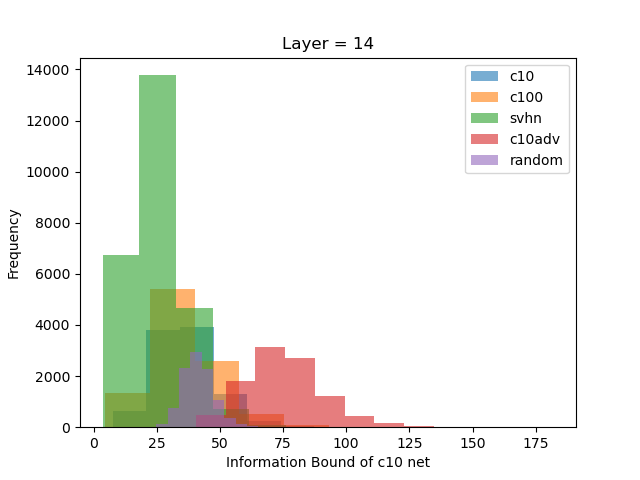 Layer = 14
14000
12000
10000
8000
6000
4000
2000
0
Frequency
c10
c100
svhn
c10adv
random
0 25 50 75 100 125 150 175
Information Bound of c10 net